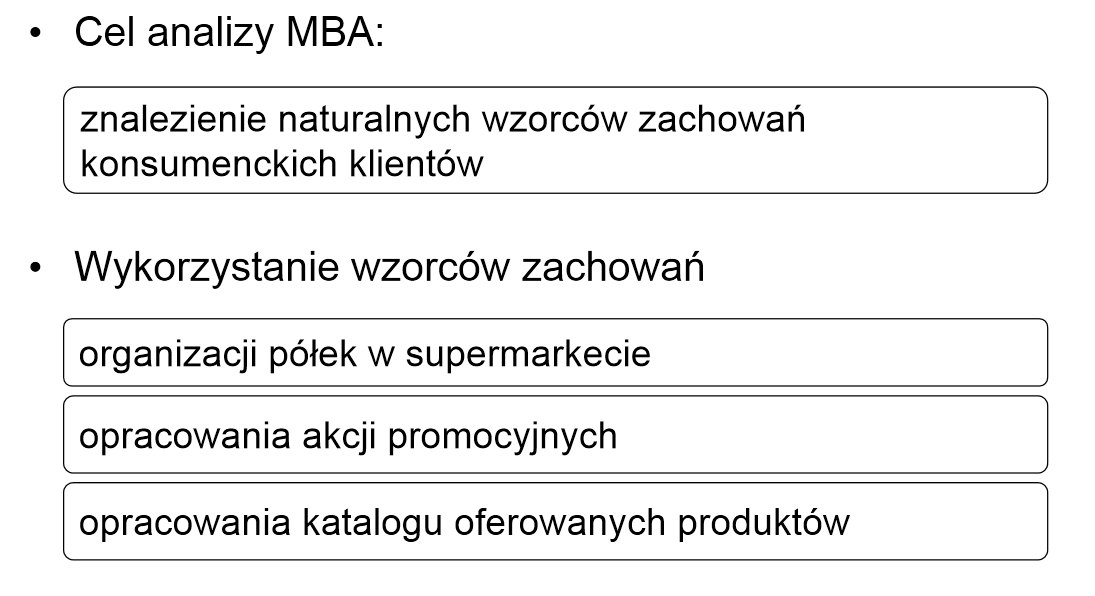 • Cel analizy MBA:
znalezienie naturalnych wzorców zachowań
konsumenckich klientów
• Wykorzystanie wzorców zachowań
organizacji półek w supermarkecie
opracowania akcji promocyjnych
opracowania katalogu oferowanych produktów